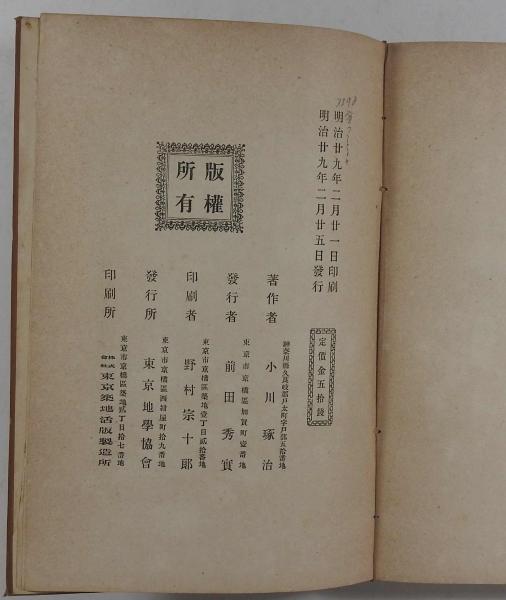 明治廿九年二月廿一日印刷
明治廿九年二月廿五日發行
定價金五拾錢
版權
所有
神奈川縣久良岐郡戸太町字戸部五拾番地
著作者 小川琢治
東京市京橋區加賀町壹番地
發行者 前田秀實
東京市京橋區築地壹丁目貳拾番地
印刷者 野村宗十郞
東京市京橋區西紺屋町拾九番地
發行所 東京地學協會
東京市京橋區築地貳丁目拾七番地
印刷所 株式會社 東京築地活版製造所